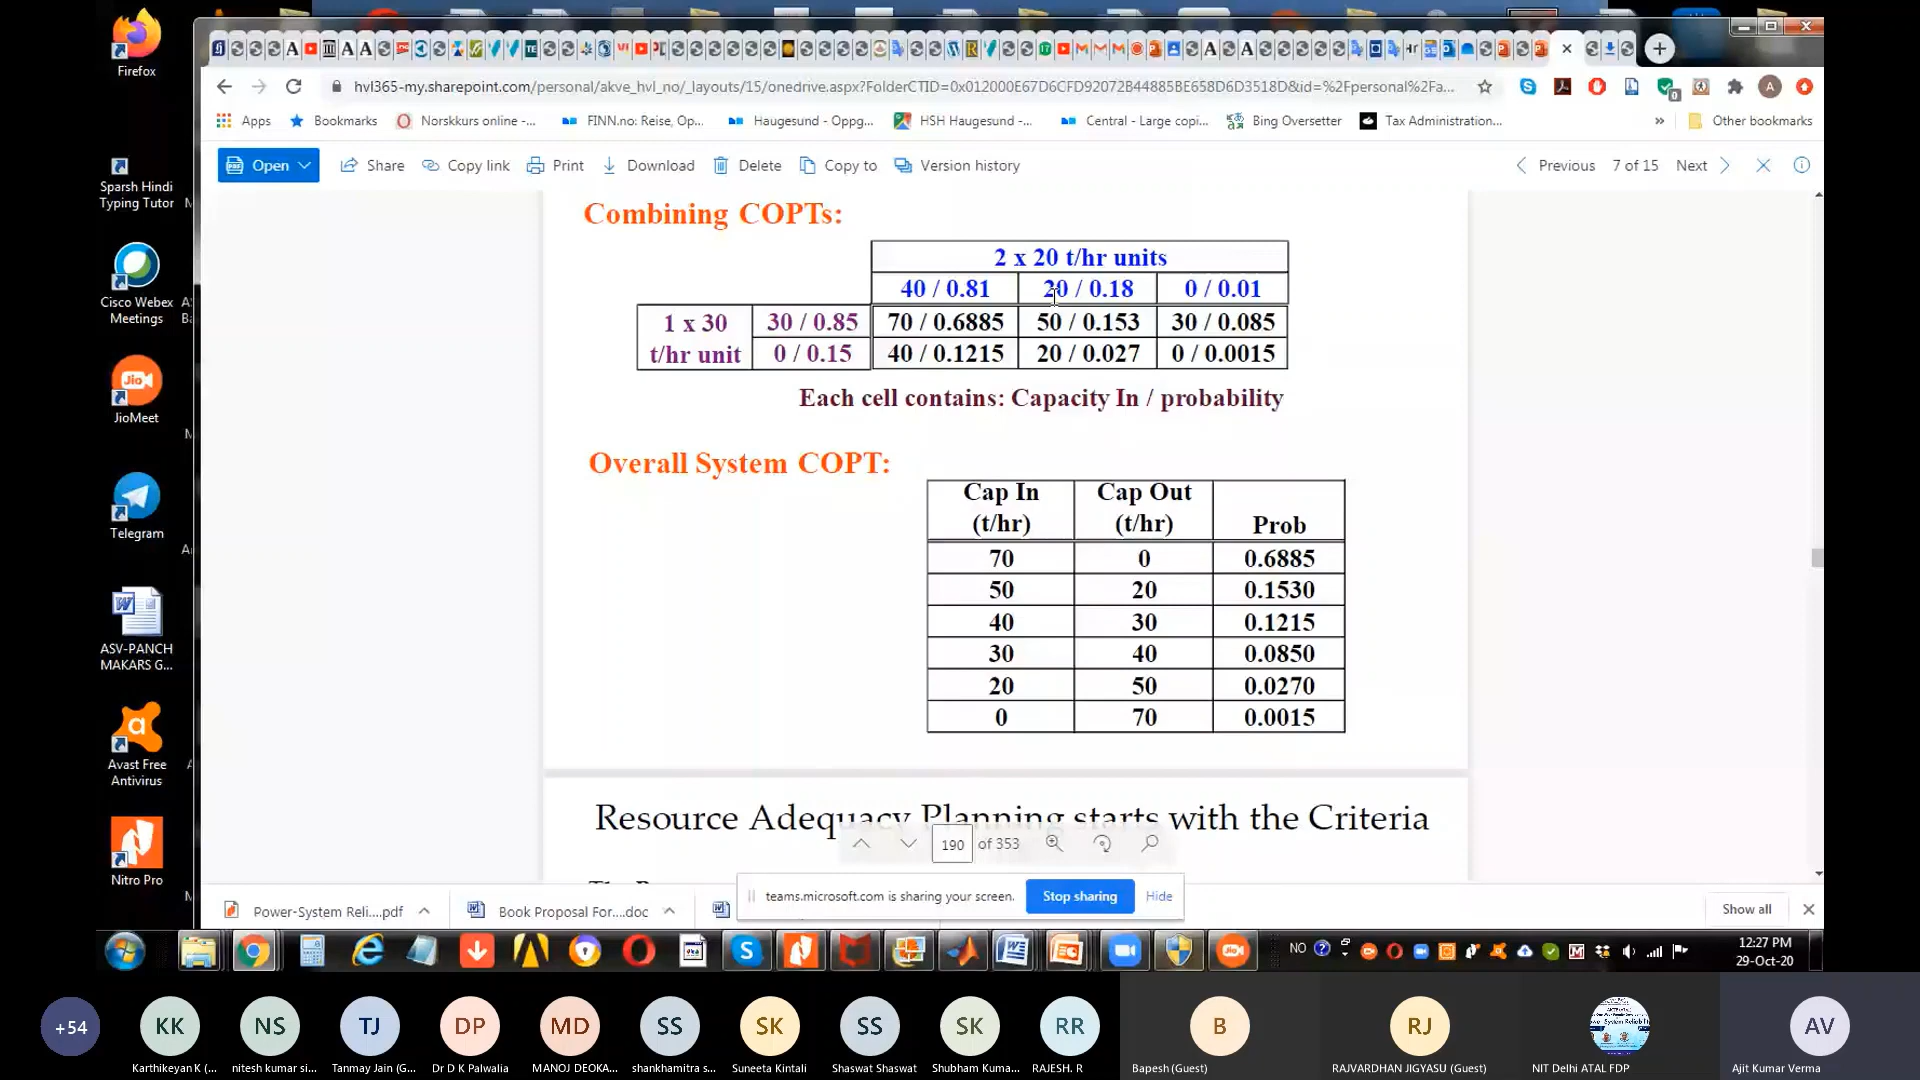 Firefox
Sparsh Hindi
Typing Tutor
Cisco Webex
Meetings
JioMeet
Telegram
ASV-PANCH
MAKARS G...
Avast Free
Antivirus
Nitro Pro
hvl365-my.sharepoint.com/personal/akve_hvl_no/_layouts/15/onedrive.aspx?FolderCTID=0x012000E67D6CFD92072B44885BE658D6D3518D&id=%2Fpersonal%2Fa...
Apps Bookmarks Norskkurs online -... FINN.no: Reise, Op... Haugesund - Oppg... HSH Haugesund -... Central - Large copi... Bing Oversetter Tax Administration... » Other bookmarks
Open Share Copy link Print Download Delete Copy to Version history Previous 7 of 15 Next
Combining COPTs:
2 x 20 t/hr units
40 / 0.81 20 / 0.18 0 / 0.01
1 x 30 30 / 0.85 70 / 0.6885 50 / 0.153 30 / 0.085
t/hr unit 0 / 0.15 40 / 0.1215 20 / 0.027 0 / 0.0015
Each cell contains: Capacity In / probability
Overall System COPT:
Cap In Cap Out
(t/hr) (t/hr) Prob
70 0 0.6885
50 20 0.1530
40 30 0.1215
30 40 0.0850
20 50 0.0270
0 70 0.0015
Resource Adequacy Planning starts with the Criteria
190 of 353
teams.microsoft.com is sharing your screen. Stop sharing Hide
Power-System Reli....pdf Book Proposal For....doc Show all
NO 12:27 PM
29-Oct-20
+54 KK NS TJ DP MD SS SK SS SK RR B RJ AV
Karthikeyan K (... nitesh kumar si... Tanmay Jain (G... Dr D K Palwalia MANOJ DEOKA... shankhamitra s... Suneeta Kintali Shaswat Shaswat Shubham Kuma... RAJESH. R Bapesh (Guest) RAJVARDHAN JIGYASU (Guest) NIT Delhi ATAL FDP Ajit Kumar Verma